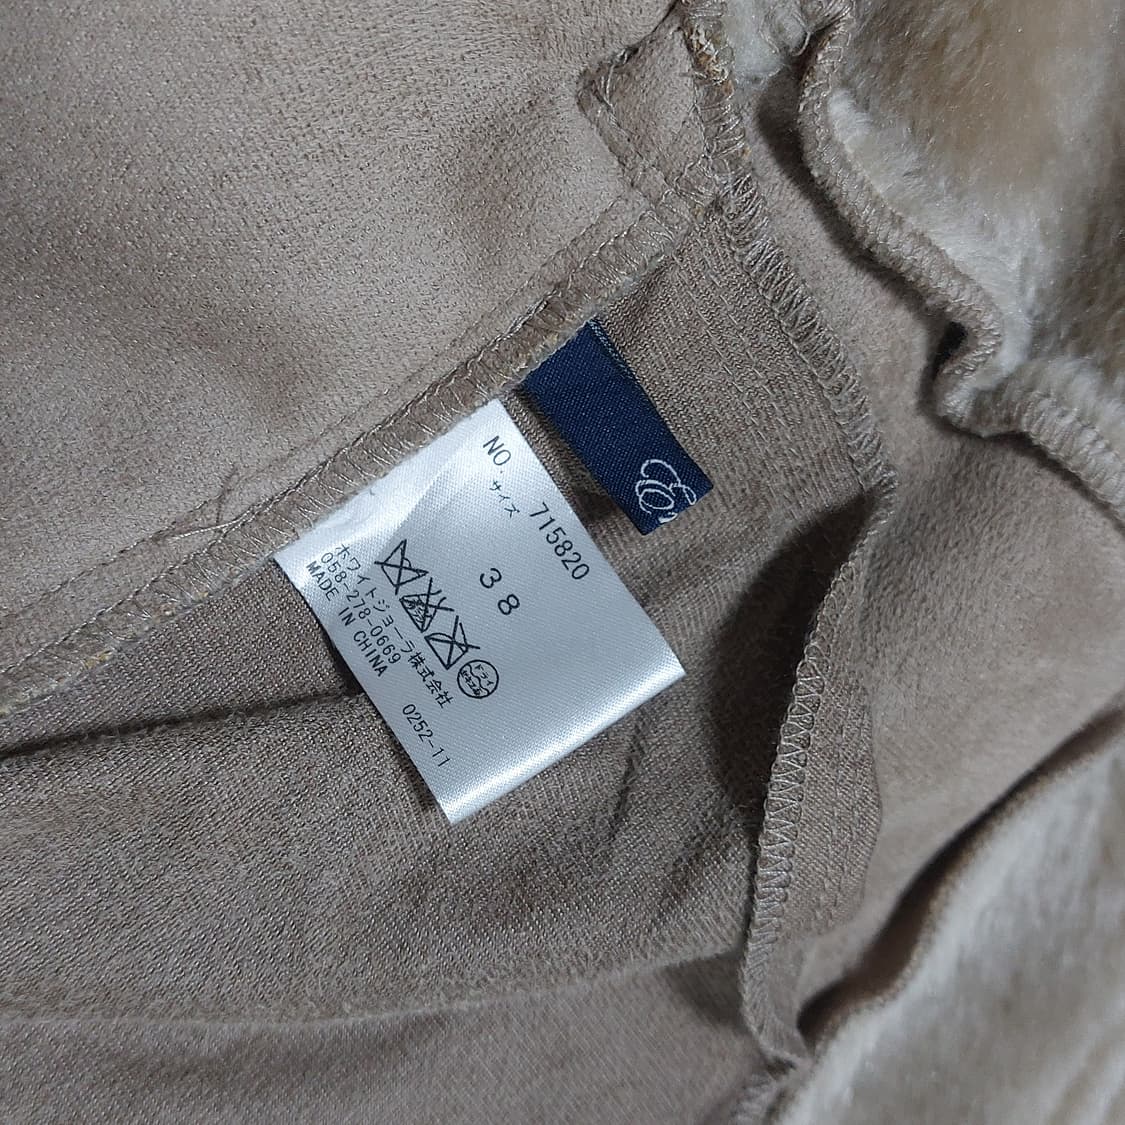 NO. 715820
サイズ 38
ホワイトジョーラ株式会社
058-278-0669
MADE IN CHINA 0252-11